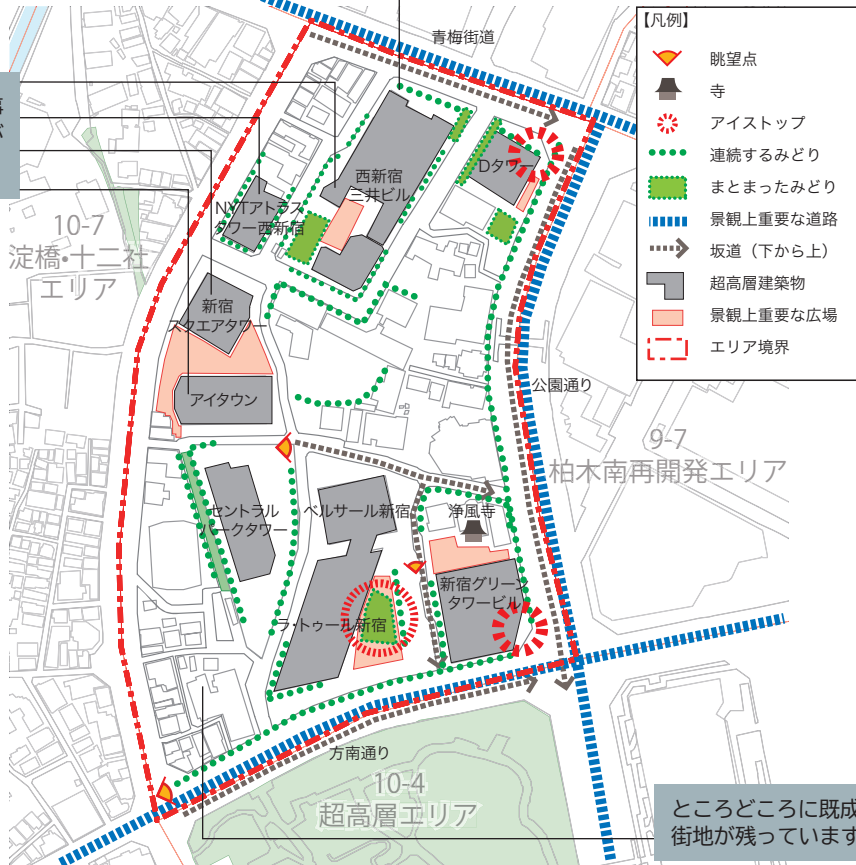 青梅街道
【凡例】
眺望点
寺
アイストップ
連続するみどり
まとまったみどり
景観上重要な道路
坂道（下から上）
超高層建築物
景観上重要な広場
エリア境界
西新宿
三井ビル
Dタワー
NYTアトラス
タワー西新宿
10-7
淀橋・十二社
エリア
新宿
スクエアタワー
アイタウン
公園通り
9-7
柏木南再開発エリア
セントラル
パークタワー
ベルサール新宿
浄風寺
新宿グリーン
タワービル
ラ・トゥール新宿
方南通り
10-4
超高層エリア
ところどころに既成
街地が残っています